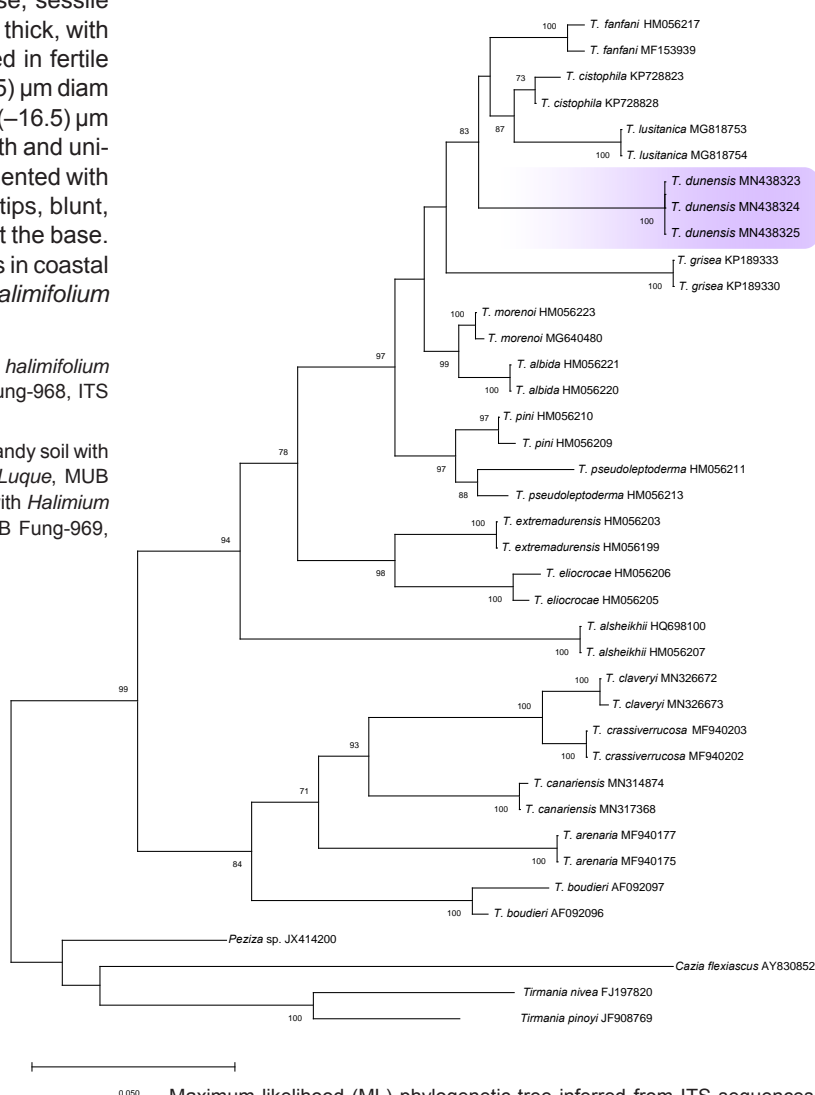 se, sessile
thick, with
ed in fertile
5) µm diam
(–16.5) µm
th and uni-
ented with
tips, blunt,
t the base.
s in coastal
alimifolium
halimifolium
ung-968, ITS
andy soil with
Luque, MUB
ith Halimium
B Fung-969,
100
T. fanfani HM056217
T. fanfani MF153939
73
T. cistophila KP728823
T. cistophila KP728828
83
87
T. lusitanica MG818753
100
T. lusitanica MG818754
T. dunensis MN438323
T. dunensis MN438324
100
T. dunensis MN438325
T. grisea KP189333
100
T. grisea KP189330
100
T. morenoi HM056223
T. morenoi MG640480
97
99
T. albida HM056221
100
T. albida HM056220
97
T. pini HM056210
T. pini HM056209
97
T. pseudoleptoderma HM056211
88
T. pseudoleptoderma HM056213
78
100
T. extremadurensis HM056203
T. extremadurensis HM056199
98
T. eliocrocae HM056206
100
T. eliocrocae HM056205
94
T. alsheikhii HQ698100
100
T. alsheikhii HM056207
99
100
T. claveryi MN326672
T. claveryi MN326673
100
T. crassiverrucosa MF940203
100
T. crassiverrucosa MF940202
93
T. canariensis MN314874
100
T. canariensis MN317368
71
T. arenaria MF940177
100
T. arenaria MF940175
84
T. boudieri AF092097
100
T. boudieri AF092096
Peziza sp. JX414200
Cazia flexiascus AY830852
Tirmania nivea FJ197820
100
Tirmania pinoyi JF908769
0.050
Maximum likelihood (ML) phylogenetic tree inferred from ITS sequences